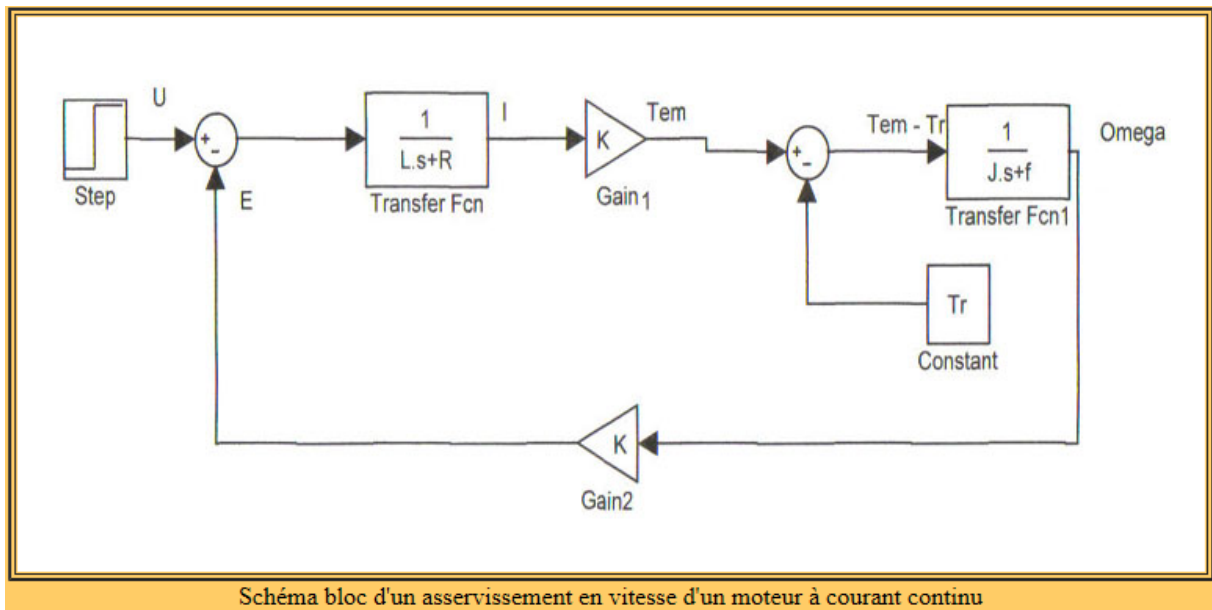 U
+
-
Step
E
1
L.s+R
Transfer Fcn
I
K
Gain1
Tem
+
-
Tem - Tr
1
J.s+f
Transfer Fcn1
Omega
Tr
Constant
K
Gain2
Schéma bloc d'un asservissement en vitesse d'un moteur à courant continu